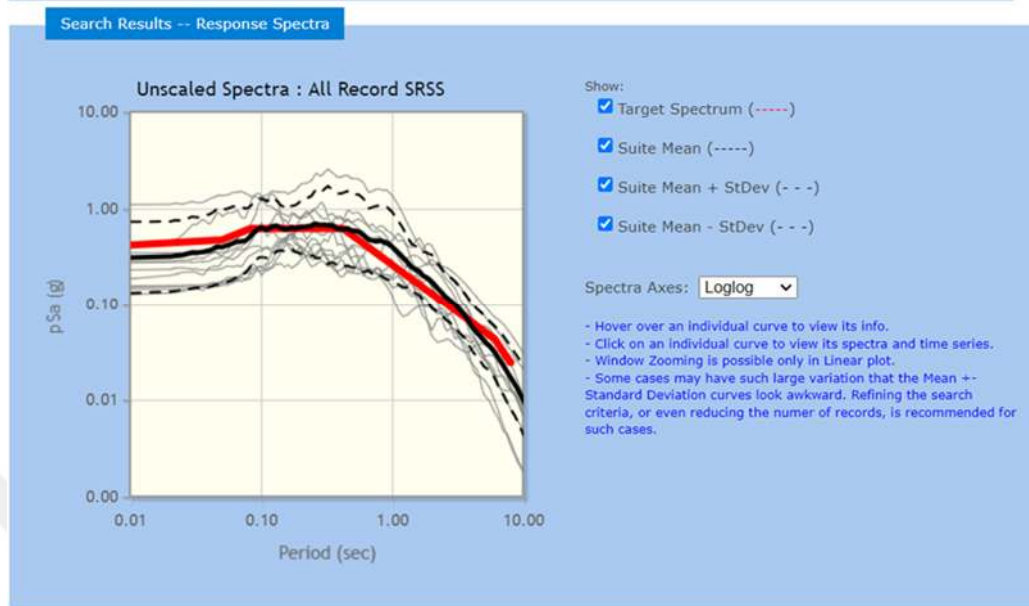 Search Results -- Response Spectra
Unscaled Spectra : All Record SRSS
10.00
1.00
0.10
0.01
0.00
pSa (g)
0.01 0.10 1.00 10.00
Period (sec)
Show:
Target Spectrum (-----)
Suite Mean (-----)
Suite Mean + StDev (- - -)
Suite Mean - StDev (- - -)
Spectra Axes: Loglog
- Hover over an individual curve to view its info.
- Click on an individual curve to view its spectra and time series.
- Window Zooming is possible only in Linear plot.
- Some cases may have such large variation that the Mean +-
Standard Deviation curves look awkward. Refining the search
criteria, or even reducing the numer of records, is recommended for
such cases.